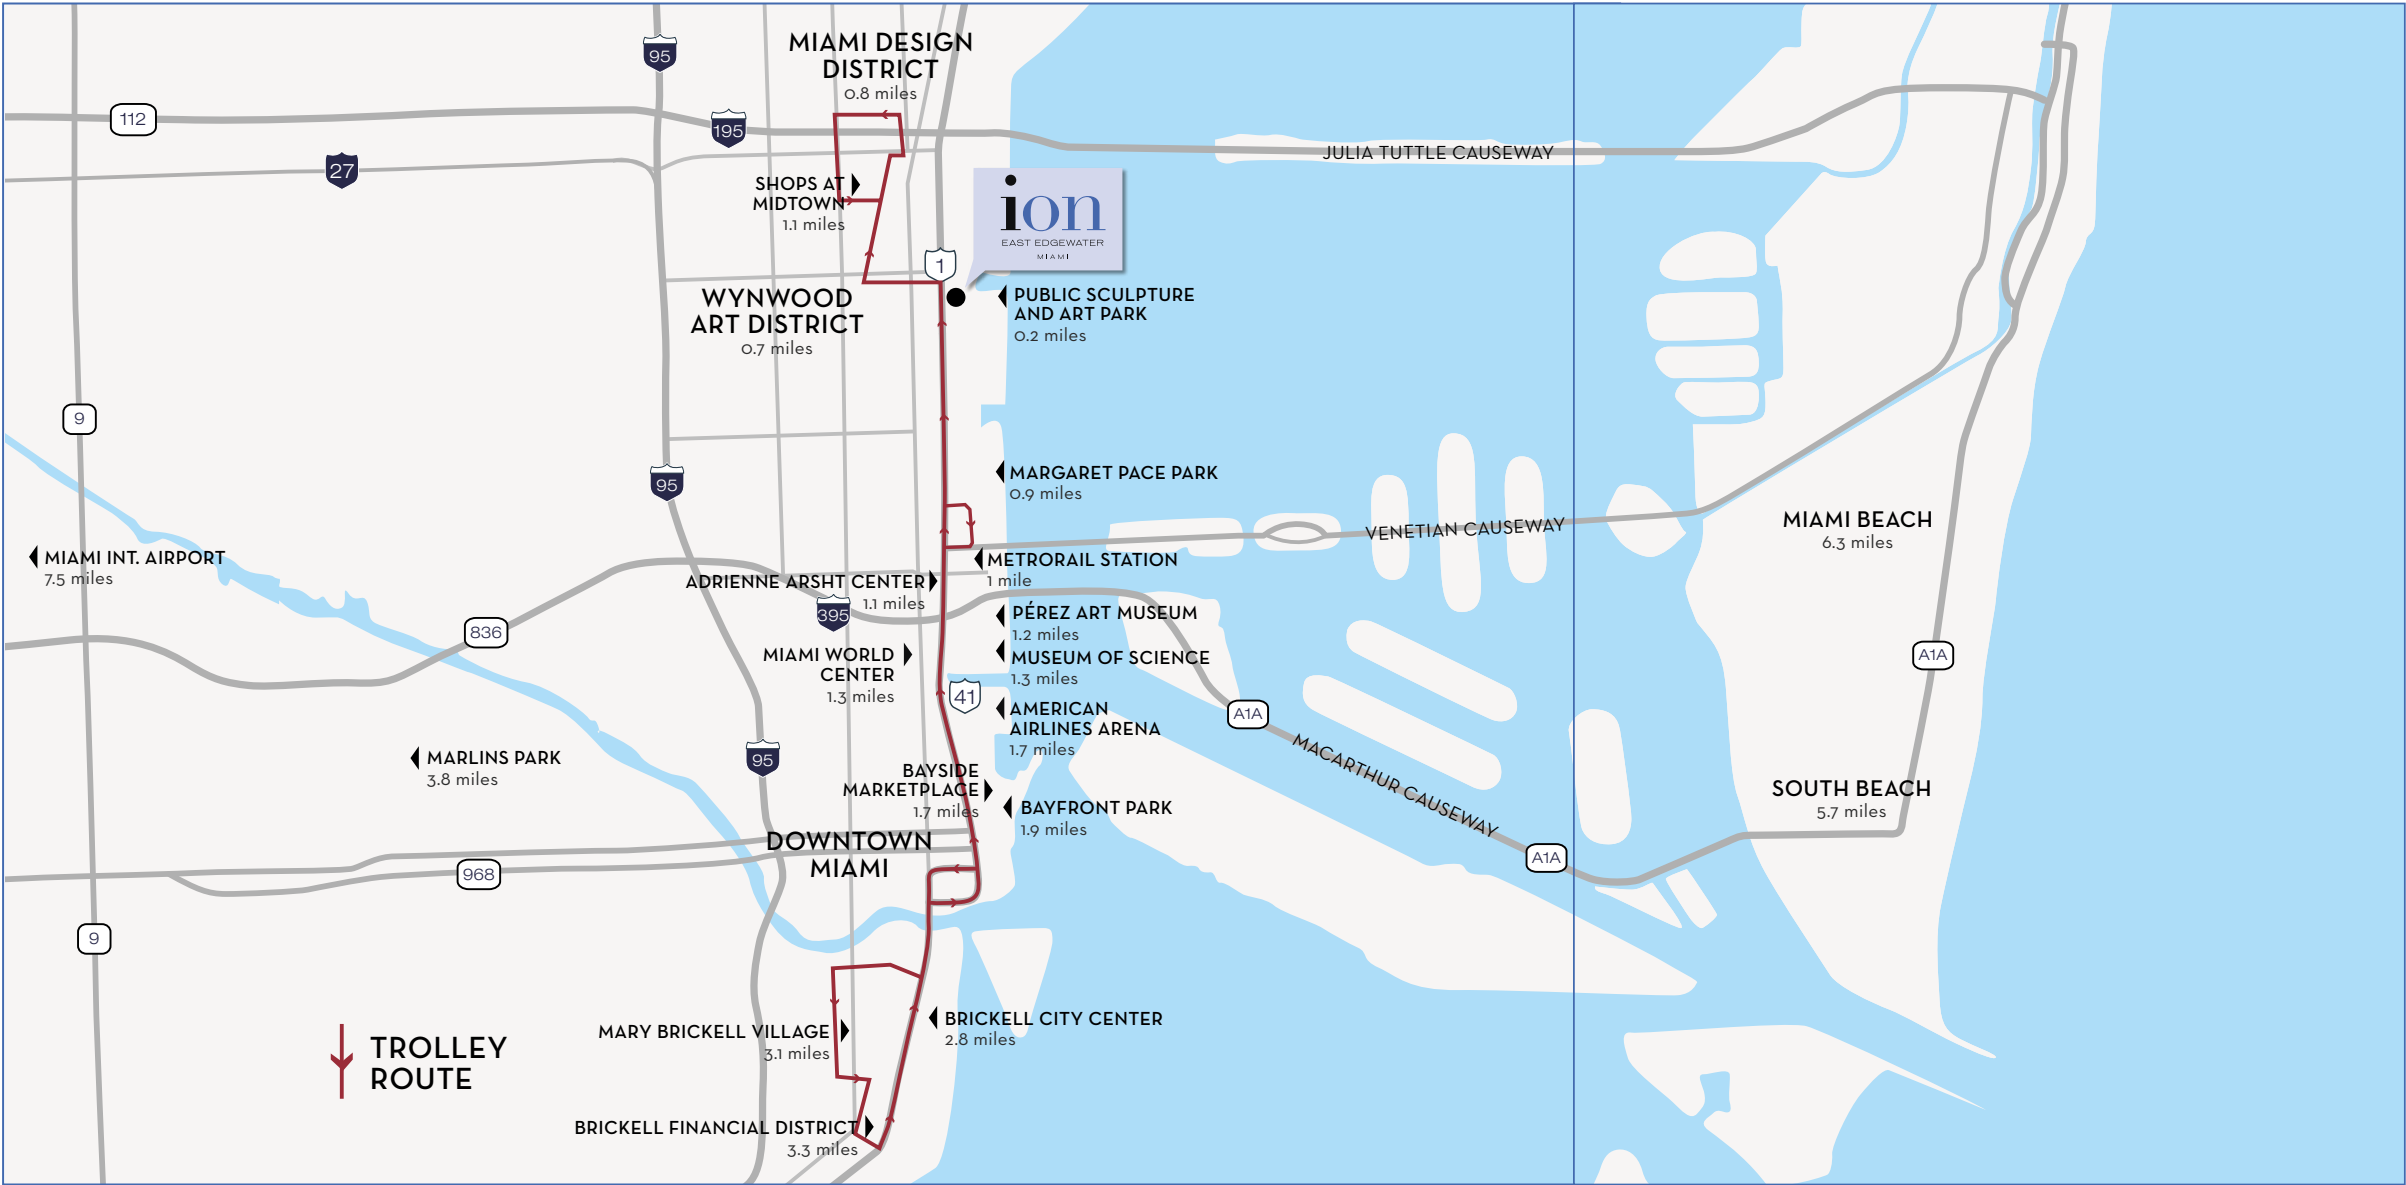 MIAMI DESIGN
DISTRICT
0.8 miles
95
112
195
27
JULIA TUTTLE CAUSEWAY
SHOPS AT
MIDTOWN
1.1 miles
ion
EAST EDGEWATER
MIAMI
1
WYNWOOD
ART DISTRICT
0.7 miles
PUBLIC SCULPTURE
AND ART PARK
0.2 miles
9
95
MARGARET PACE PARK
0.9 miles
VENETIAN CAUSEWAY
MIAMI BEACH
6.3 miles
MIAMI INT. AIRPORT
7.5 miles
METRORAIL STATION
1 mile
ADRIENNE ARSHT CENTER
1.1 miles
395
836
PÉREZ ART MUSEUM
1.2 miles
MIAMI WORLD
CENTER
1.3 miles
MUSEUM OF SCIENCE
1.3 miles
A1A
41
AMERICAN
AIRLINES ARENA
1.7 miles
A1A
MACARTHUR CAUSEWAY
MARLINS PARK
3.8 miles
95
BAYSIDE
MARKETPLACE
1.7 miles
BAYFRONT PARK
1.9 miles
SOUTH BEACH
5.7 miles
DOWNTOWN
MIAMI
A1A
968
9
BRICKELL CITY CENTER
2.8 miles
MARY BRICKELL VILLAGE
3.1 miles
TROLLEY
ROUTE
BRICKELL FINANCIAL DISTRICT
3.3 miles